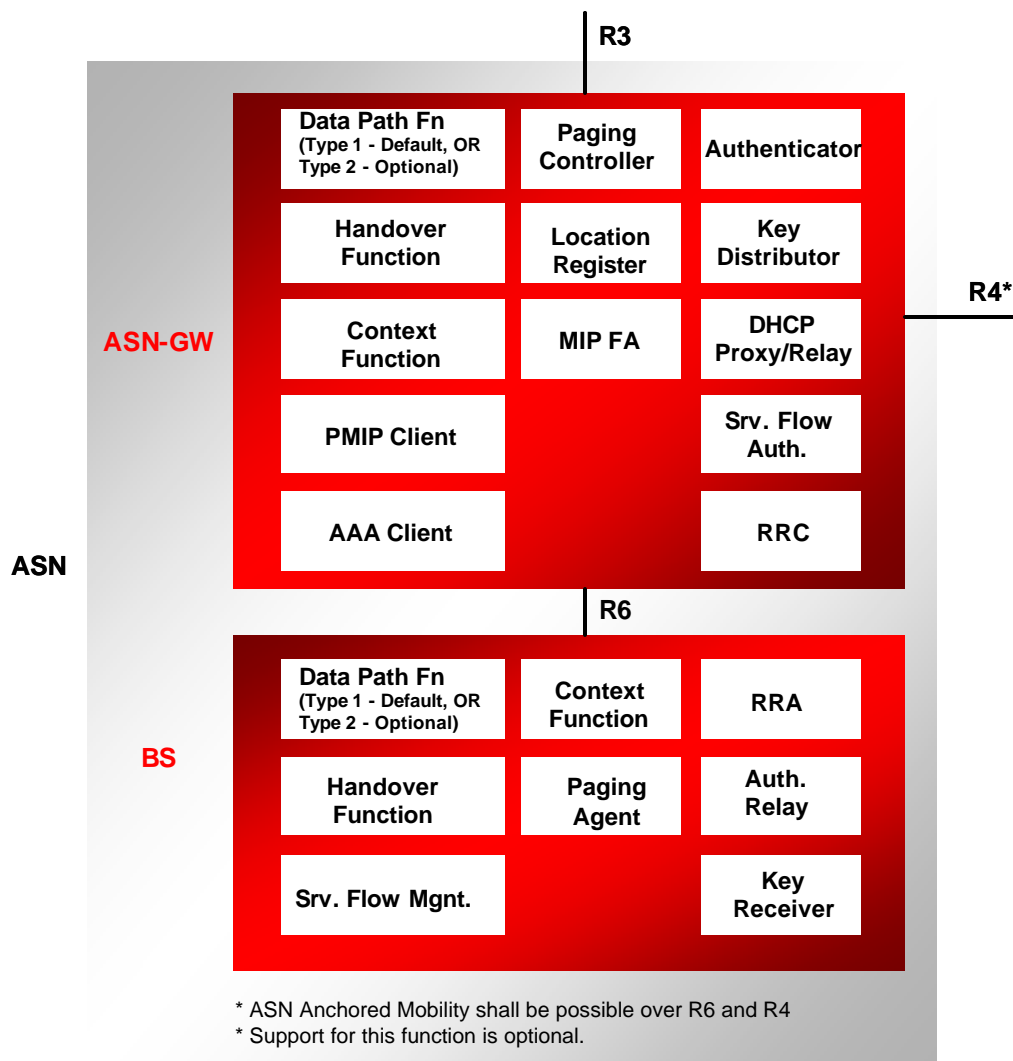 R3
Data Path Fn
(Type 1 - Default, OR
Type 2 - Optional)
Paging
Controller
Authenticator
Handover
Function
Location
Register
Key
Distributor
R4*
ASN-GW
Context
Function
MIP FA
DHCP
Proxy/Relay
PMIP Client
Srv. Flow
Auth.
AAA Client
RRC
ASN
R6
Data Path Fn
(Type 1 - Default, OR
Type 2 - Optional)
Context
Function
RRA
BS
Handover
Function
Paging
Agent
Auth.
Relay
Srv. Flow Mgnt.
Key
Receiver
* ASN Anchored Mobility shall be possible over R6 and R4
* Support for this function is optional.